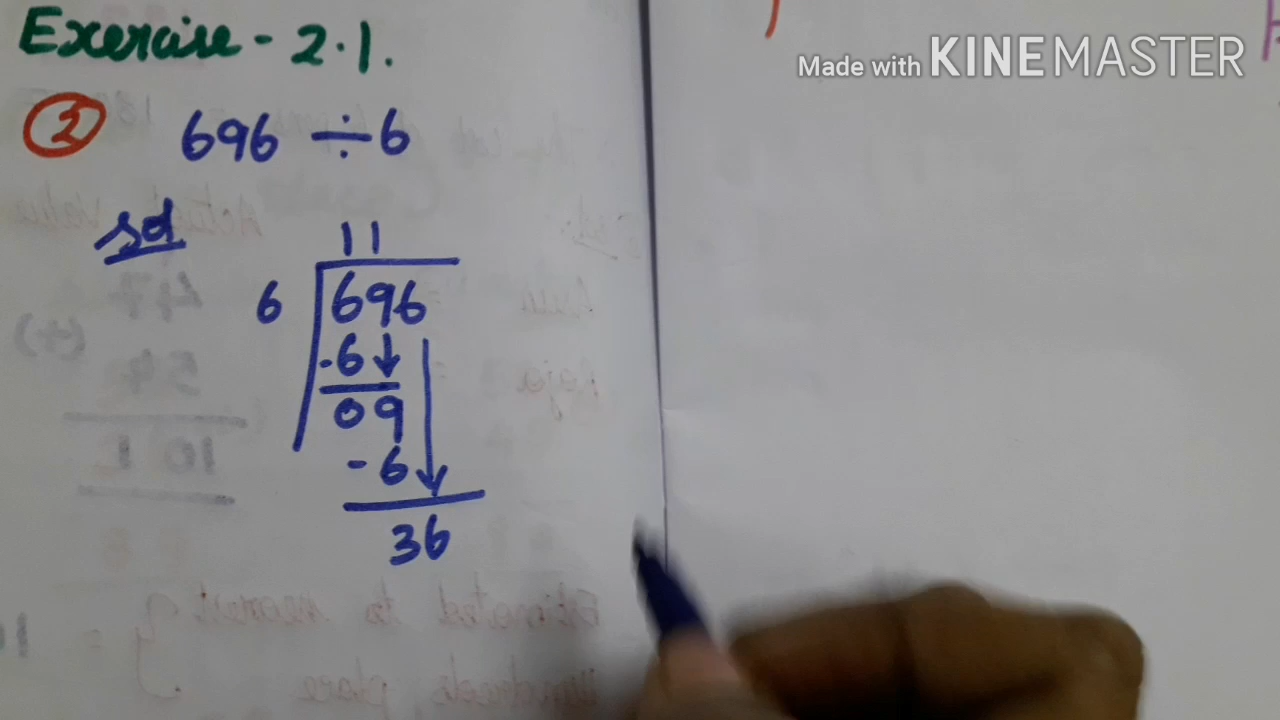 Exercise - 2.1.
Made with KINEMASTER
2 696 ÷ 6
Sol
11
6 696
-6
09
-6
36